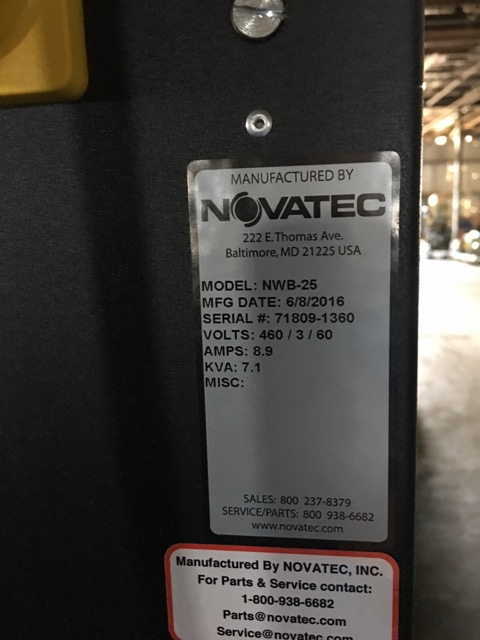 MANUFACTURED BY
NOVATEC
222 E. Thomas Ave.
Baltimore, MD 21225 USA
MODEL: NWB-25
MFG DATE: 6/8/2016
SERIAL #: 71809-1360
VOLTS: 460 / 3 / 60
AMPS: 8.9
KVA: 7.1
MISC:
SALES: 800 237-8379
SERVICE/PARTS: 800 938-6682
www.novatec.com
Manufactured By NOVATEC, INC.
For Parts & Service contact:
1-800-938-6682
Parts@novatec.com
Service@novatec.com